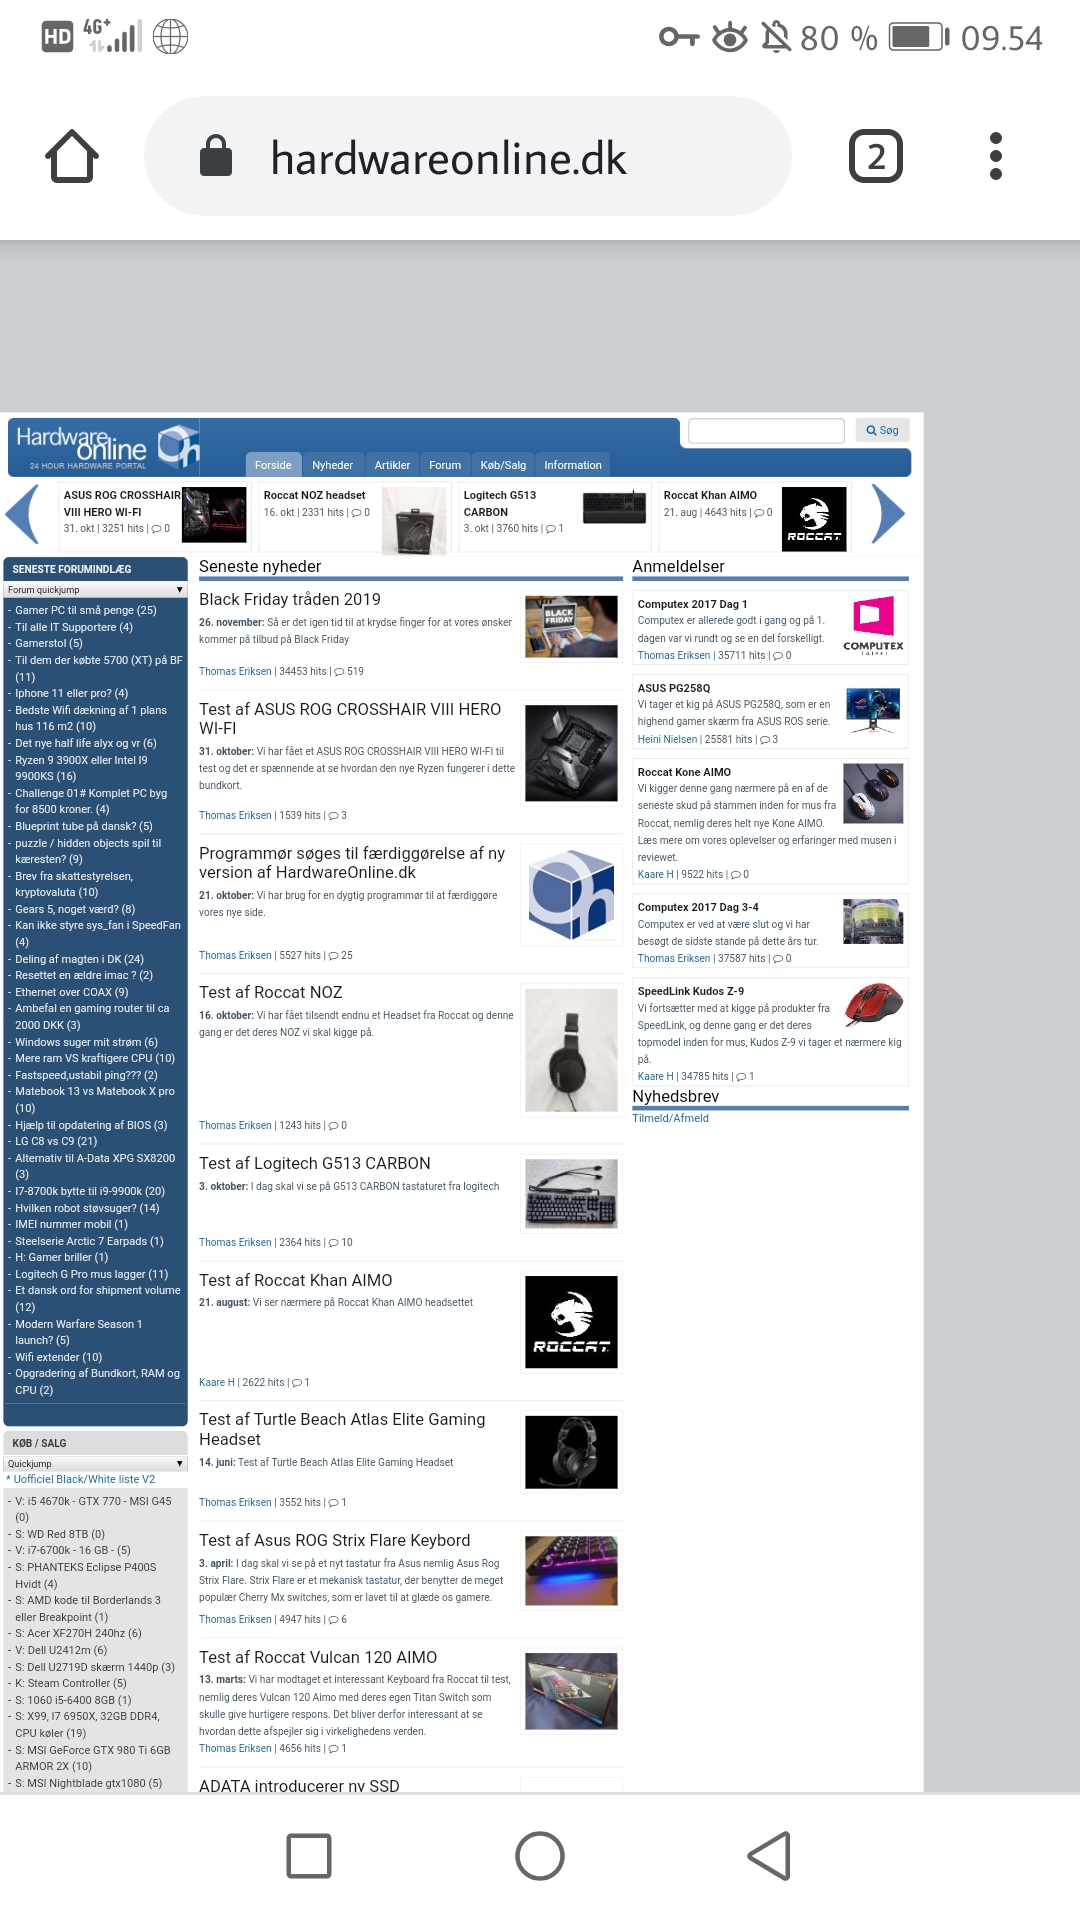 HD 4G+ 80 % 09.54
hardwareonline.dk
2
Hardware
online
24 HOUR HARDWARE PORTAL
Søg
Forside Nyheder Artikler Forum Køb/Salg Information
ASUS ROG CROSSHAIR
VIII HERO WI-FI
31. okt | 3251 hits | 0
Roccat NOZ headset
16. okt | 2331 hits | 0
Logitech G513
CARBON
3. okt | 3760 hits | 1
Roccat Khan AIMO
21. aug | 4643 hits | 0
ROCCAT
SENESTE FORUMINDLÆG
Forum quickjump
- Gamer PC til små penge (25)
- Til alle IT Supportere (4)
- Gamerstol (5)
- Til dem der købte 5700 (XT) på BF
(11)
- Iphone 11 eller pro? (4)
- Bedste Wifi dækning af 1 plans
hus 116 m2 (10)
- Det nye half life alyx og vr (6)
- Ryzen 9 3900X eller Intel I9
9900KS (16)
- Challenge 01# Komplet PC byg
for 8500 kroner. (4)
- Blueprint tube på dansk? (5)
- puzzle / hidden objects spil til
kæresten? (9)
- Brev fra skattestyrelsen,
kryptovaluta (10)
- Gears 5, noget værd? (8)
- Kan ikke styre sys_fan i SpeedFan
(4)
- Deling af magten i DK (24)
- Resettet en ældre imac ? (2)
- Ethernet over COAX (9)
- Ambefal en gaming router til ca
2000 DKK (3)
- Windows suger mit strøm (6)
- Mere ram VS kraftigere CPU (10)
- Fastspeed,ustabil ping??? (2)
- Matebook 13 vs Matebook X pro
(10)
- Hjælp til opdatering af BIOS (3)
- LG C8 vs C9 (21)
- Alternativ til A-Data XPG SX8200
(3)
- I7-8700k bytte til i9-9900k (20)
- Hvilken robot støvsuger? (14)
- IMEI nummer mobil (1)
- Steelserie Arctic 7 Earpads (1)
- H: Gamer briller (1)
- Logitech G Pro mus lagger (11)
- Et dansk ord for shipment volume
(12)
- Modern Warfare Season 1
launch? (5)
- Wifi extender (10)
- Opgradering af Bundkort, RAM og
CPU (2)
KØB / SALG
Quickjump
* Uofficiel Black/White liste V2
- V: i5 4670k - GTX 770 - MSI G45
(0)
- S: WD Red 8TB (0)
- V: i7-6700k - 16 GB - (5)
- S: PHANTEKS Eclipse P400S
Hvidt (4)
- S: AMD kode til Borderlands 3
eller Breakpoint (1)
- S: Acer XF270H 240hz (6)
- V: Dell U2412m (6)
- S: Dell U2719D skærm 1440p (3)
- K: Steam Controller (5)
- S: 1060 i5-6400 8GB (1)
- S: X99, I7 6950X, 32GB DDR4,
CPU køler (19)
- S: MSI GeForce GTX 980 Ti 6GB
ARMOR 2X (10)
- S: MSI Nightblade gtx1080 (5)
Seneste nyheder
Black Friday tråden 2019
26. november: Så er det igen tid til at krydse finger for at vores ønsker
kommer på tilbud på Black Friday
Thomas Eriksen | 34453 hits | 519
BLACK
FRIDAY
Test af ASUS ROG CROSSHAIR VIII HERO
WI-FI
31. oktober: Vi har fået et ASUS ROG CROSSHAIR VIII HERO WI-FI til
test og det er spændende at se hvordan den nye Ryzen fungerer i dette
bundkort.
Thomas Eriksen | 1539 hits | 3
Programmør søges til færdiggørelse af ny
version af HardwareOnline.dk
21. oktober: Vi har brug for en dygtig programmør til at færdiggøre
vores nye side.
Thomas Eriksen | 5527 hits | 25
Test af Roccat NOZ
16. oktober: Vi har fået tilsendt endnu et Headset fra Roccat og denne
gang er det deres NOZ vi skal kigge på.
Thomas Eriksen | 1243 hits | 0
Test af Logitech G513 CARBON
3. oktober: I dag skal vi se på G513 CARBON tastaturet fra logitech
Thomas Eriksen | 2364 hits | 10
Test af Roccat Khan AIMO
21. august: Vi ser nærmere på Roccat Khan AIMO headsettet
Kaare H | 2622 hits | 1
ROCCAT
Test af Turtle Beach Atlas Elite Gaming
Headset
14. juni: Test af Turtle Beach Atlas Elite Gaming Headset
Thomas Eriksen | 3552 hits | 1
Test af Asus ROG Strix Flare Keybord
3. april: I dag skal vi se på et nyt tastatur fra Asus nemlig Asus Rog
Strix Flare. Strix Flare er et mekanisk tastatur, der benytter de meget
populær Cherry Mx switches, som er lavet til at glæde os gamere.
Thomas Eriksen | 4947 hits | 6
Test af Roccat Vulcan 120 AIMO
13. marts: Vi har modtaget et interessant Keyboard fra Roccat til test,
nemlig deres Vulcan 120 Aimo med deres egen Titan Switch som
skulle give hurtigere respons. Det bliver derfor interessant at se
hvordan dette afspejler sig i virkelighedens verden.
Thomas Eriksen | 4656 hits | 1
ADATA introducerer ny SSD
Anmeldelser
Computex 2017 Dag 1
Computex er allerede godt i gang og på 1.
dagen var vi rundt og se en del forskelligt.
Thomas Eriksen | 35711 hits | 0
COMPUTEX
TAIPEI
ASUS PG258Q
Vi tager et kig på ASUS PG258Q, som er en
highend gamer skærm fra ASUS ROS serie.
Heini Nielsen | 25581 hits | 3
Roccat Kone AIMO
Vi kigger denne gang nærmere på en af de
seneste skud på stammen inden for mus fra
Roccat, nemlig deres helt nye Kone AIMO.
Læs mere om vores oplevelser og erfaringer med musen i
reviewet.
Kaare H | 9522 hits | 0
Computex 2017 Dag 3-4
Computex er ved at være slut og vi har
besøgt de sidste stande på dette års tur.
Thomas Eriksen | 37587 hits | 0
SpeedLink Kudos Z-9
Vi fortsætter med at kigge på produkter fra
SpeedLink, og denne gang er det deres
topmodel inden for mus, Kudos Z-9 vi tager et nærmere kig
på.
Kaare H | 34785 hits | 1
Nyhedsbrev
Tilmeld/Afmeld